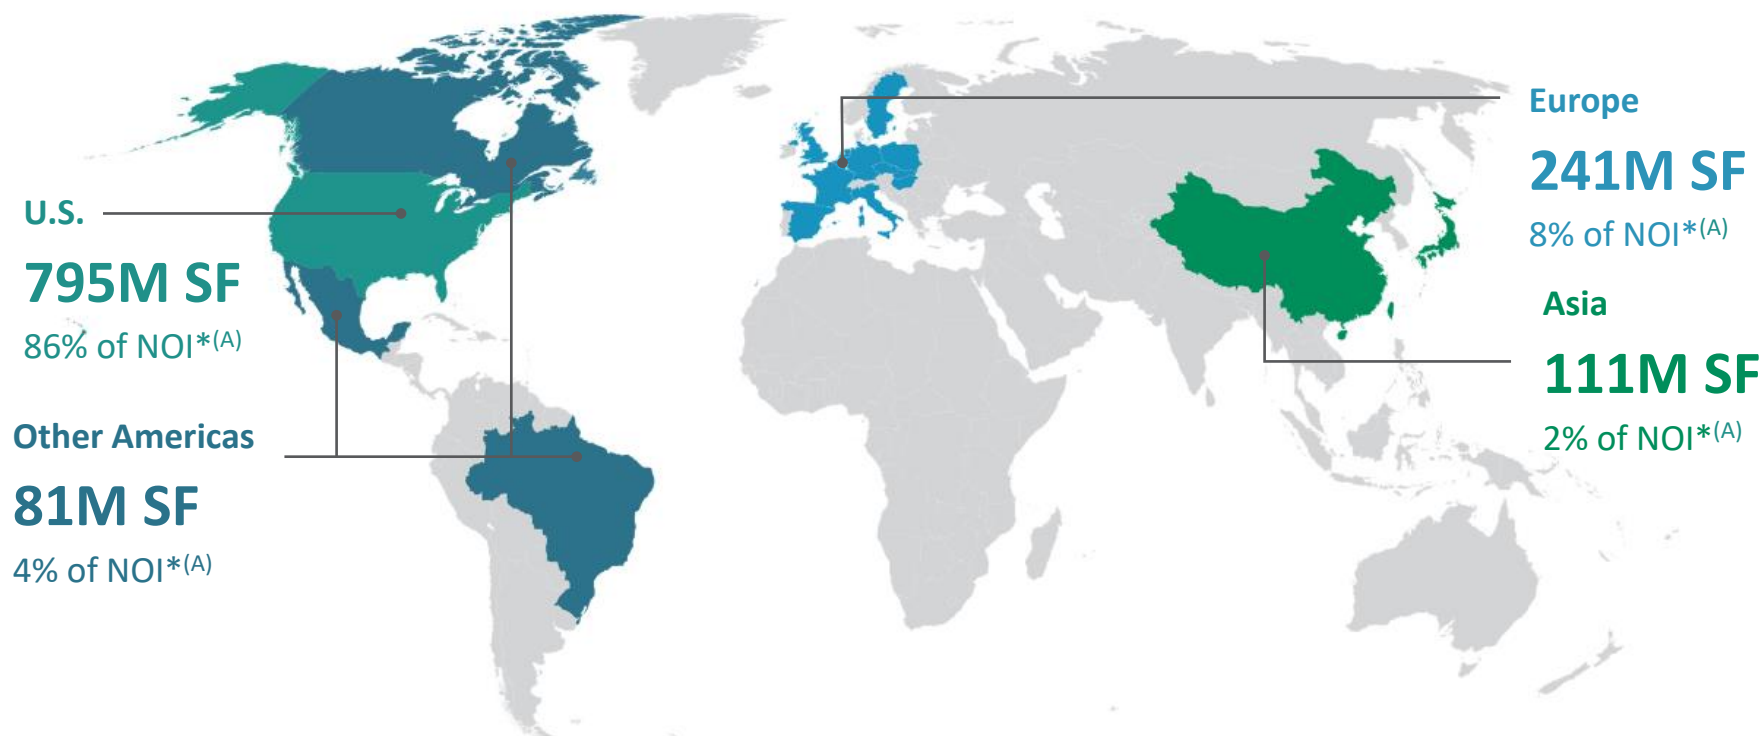 U.S.
795M SF
86% of NOI*(A)
Other Americas
81M SF
4% of NOI*(A)
Europe
241M SF
8% of NOI*(A)
Asia
111M SF
2% of NOI*(A)